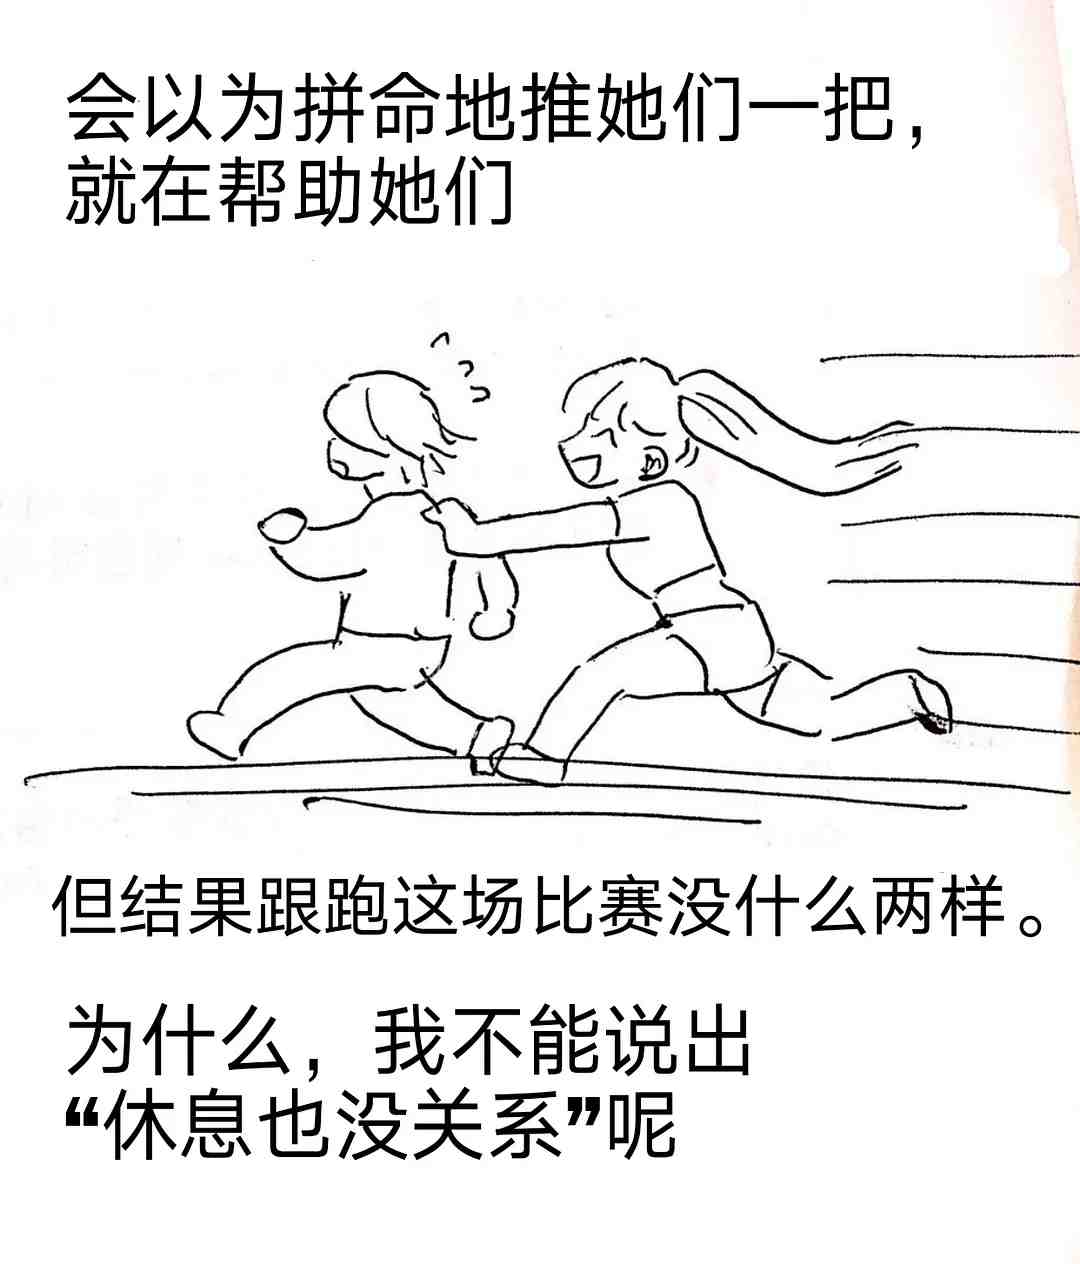 会以为拼命地推她们一把，
就在帮助她们
但结果跟跑这场比赛没什么两样。
为什么，我不能说出
“休息也没关系”呢